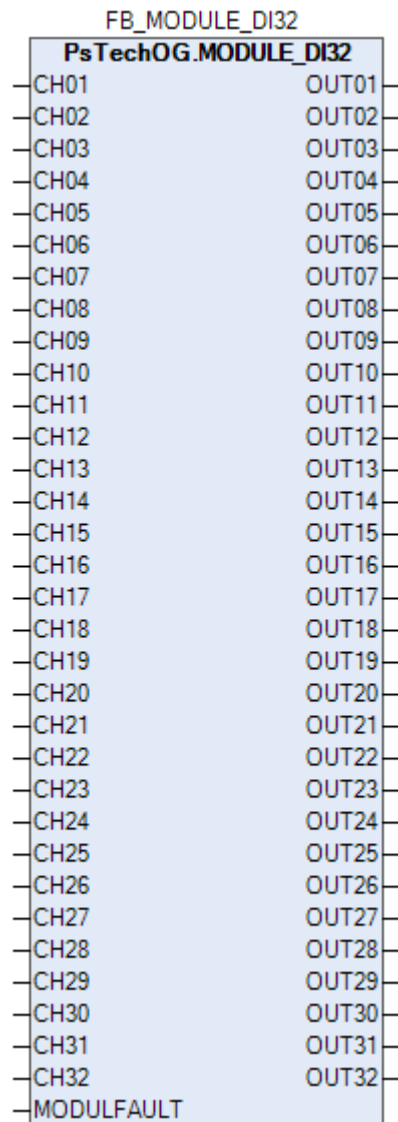 FB_MODULE_DI32
PsTechOG.MODULE_DI32
CH01 OUT01
CH02 OUT02
CH03 OUT03
CH04 OUT04
CH05 OUT05
CH06 OUT06
CH07 OUT07
CH08 OUT08
CH09 OUT09
CH10 OUT10
CH11 OUT11
CH12 OUT12
CH13 OUT13
CH14 OUT14
CH15 OUT15
CH16 OUT16
CH17 OUT17
CH18 OUT18
CH19 OUT19
CH20 OUT20
CH21 OUT21
CH22 OUT22
CH23 OUT23
CH24 OUT24
CH25 OUT25
CH26 OUT26
CH27 OUT27
CH28 OUT28
CH29 OUT29
CH30 OUT30
CH31 OUT31
CH32 OUT32
MODULFAULT